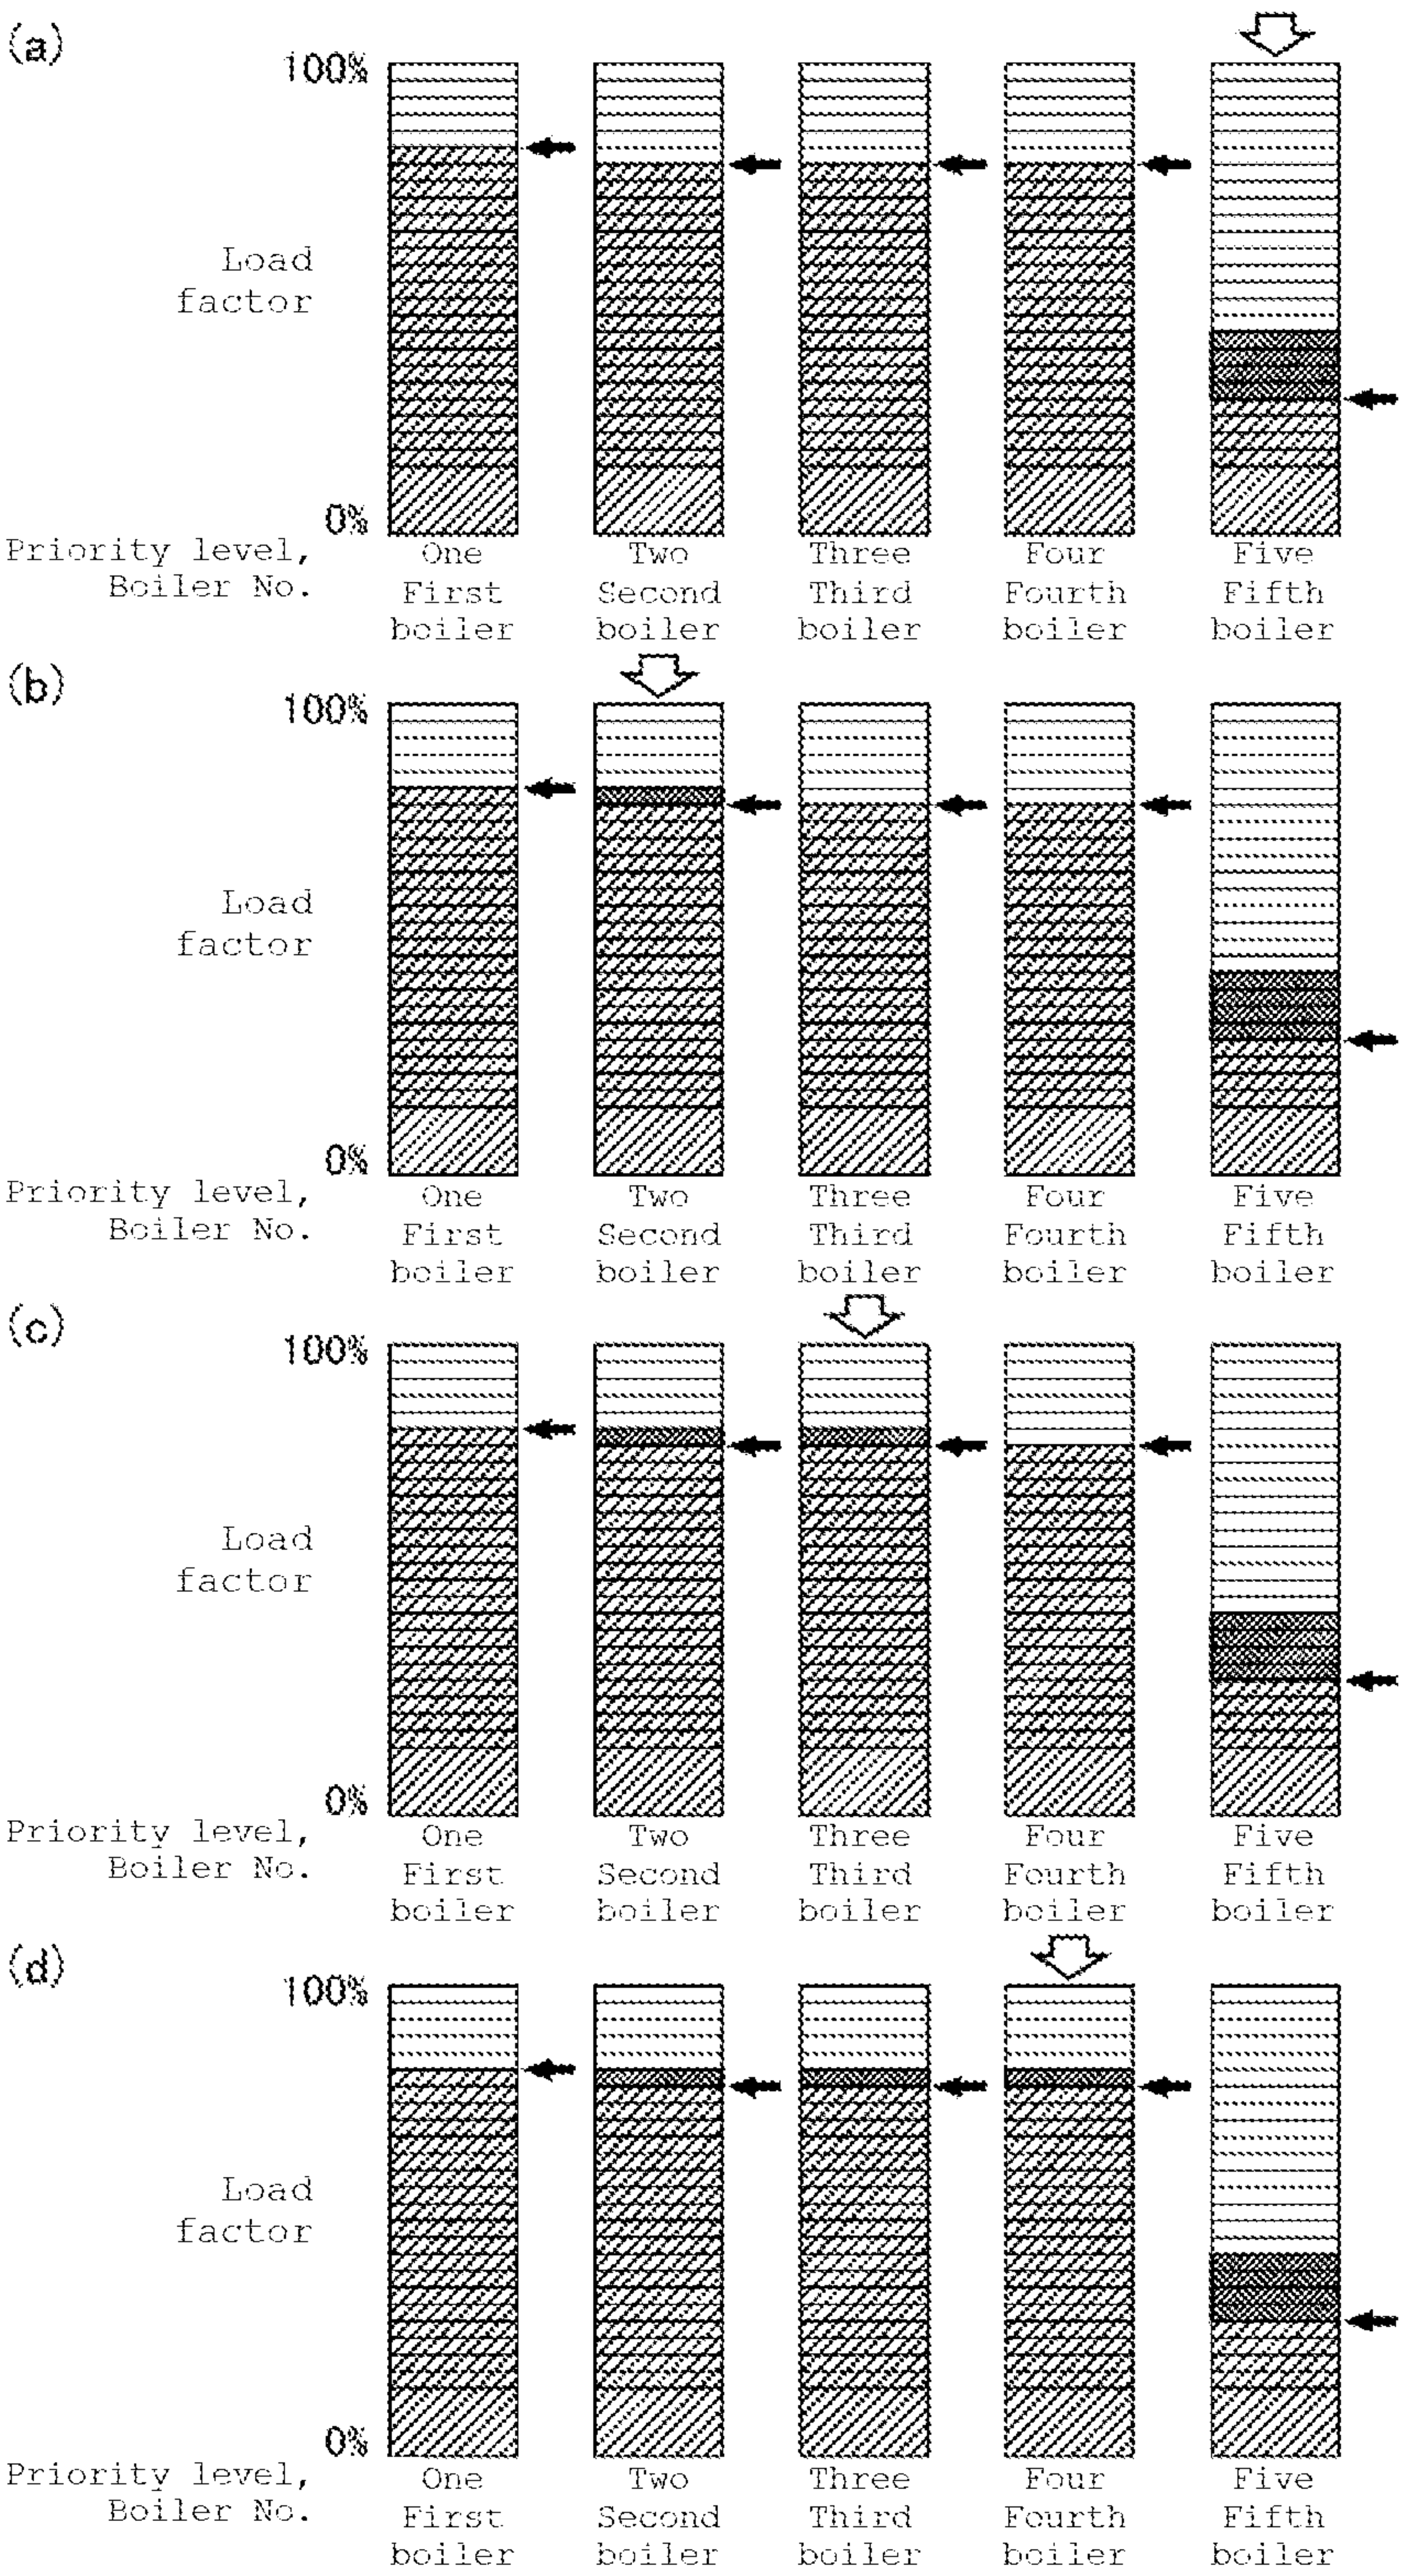 (a)
100%
Load
factor
0%
Priority level,
Boiler No.
One
First
boiler
Two
Second
boiler
Three
Third
boiler
Four
Fourth
boiler
Five
Fifth
boiler
(b)
100%
Load
factor
0%
Priority level,
Boiler No.
One
First
boiler
Two
Second
boiler
Three
Third
boiler
Four
Fourth
boiler
Five
Fifth
boiler
(c)
100%
Load
factor
0%
Priority level,
Boiler No.
One
First
boiler
Two
Second
boiler
Three
Third
boiler
Four
Fourth
boiler
Five
Fifth
boiler
(d)
100%
Load
factor
0%
Priority level,
Boiler No.
One
First
boiler
Two
Second
boiler
Three
Third
boiler
Four
Fourth
boiler
Five
Fifth
boiler